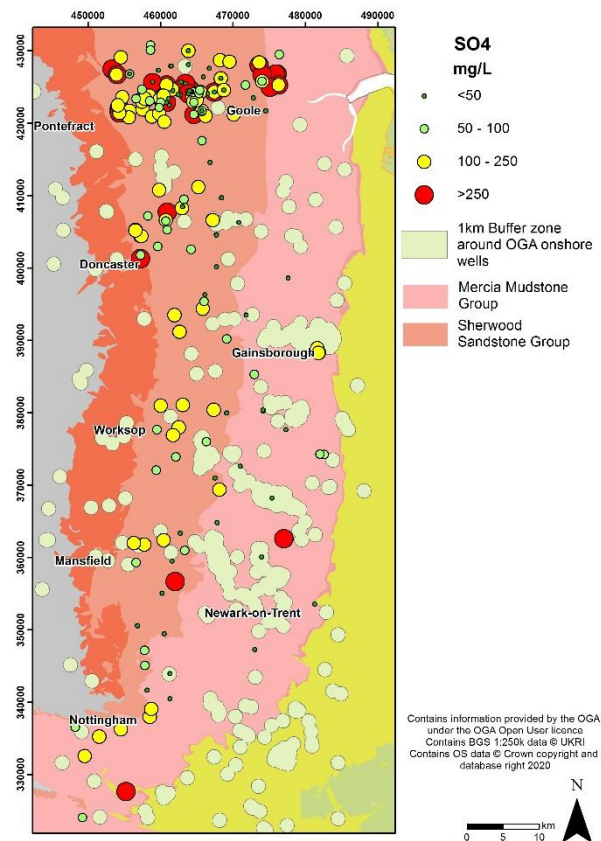 450000 460000 470000 480000 490000
430000
420000
410000
400000
390000
380000
370000
360000
350000
340000
330000
Pontefract
Goole
Doncaster
Gainsborough
Worksop
Mansfield
Newark-on-Trent
Nottingham
SO4
mg/L
<50
50 - 100
100 - 250
>250
1km Buffer zone
around OGA onshore
wells
Mercia Mudstone
Group
Sherwood
Sandstone Group
Contains information provided by the OGA
under the OGA Open User licence
Contains BGS 1:250k data © UKRI
Contains OS data © Crown copyright and
database right 2020
N
km
0 5 10